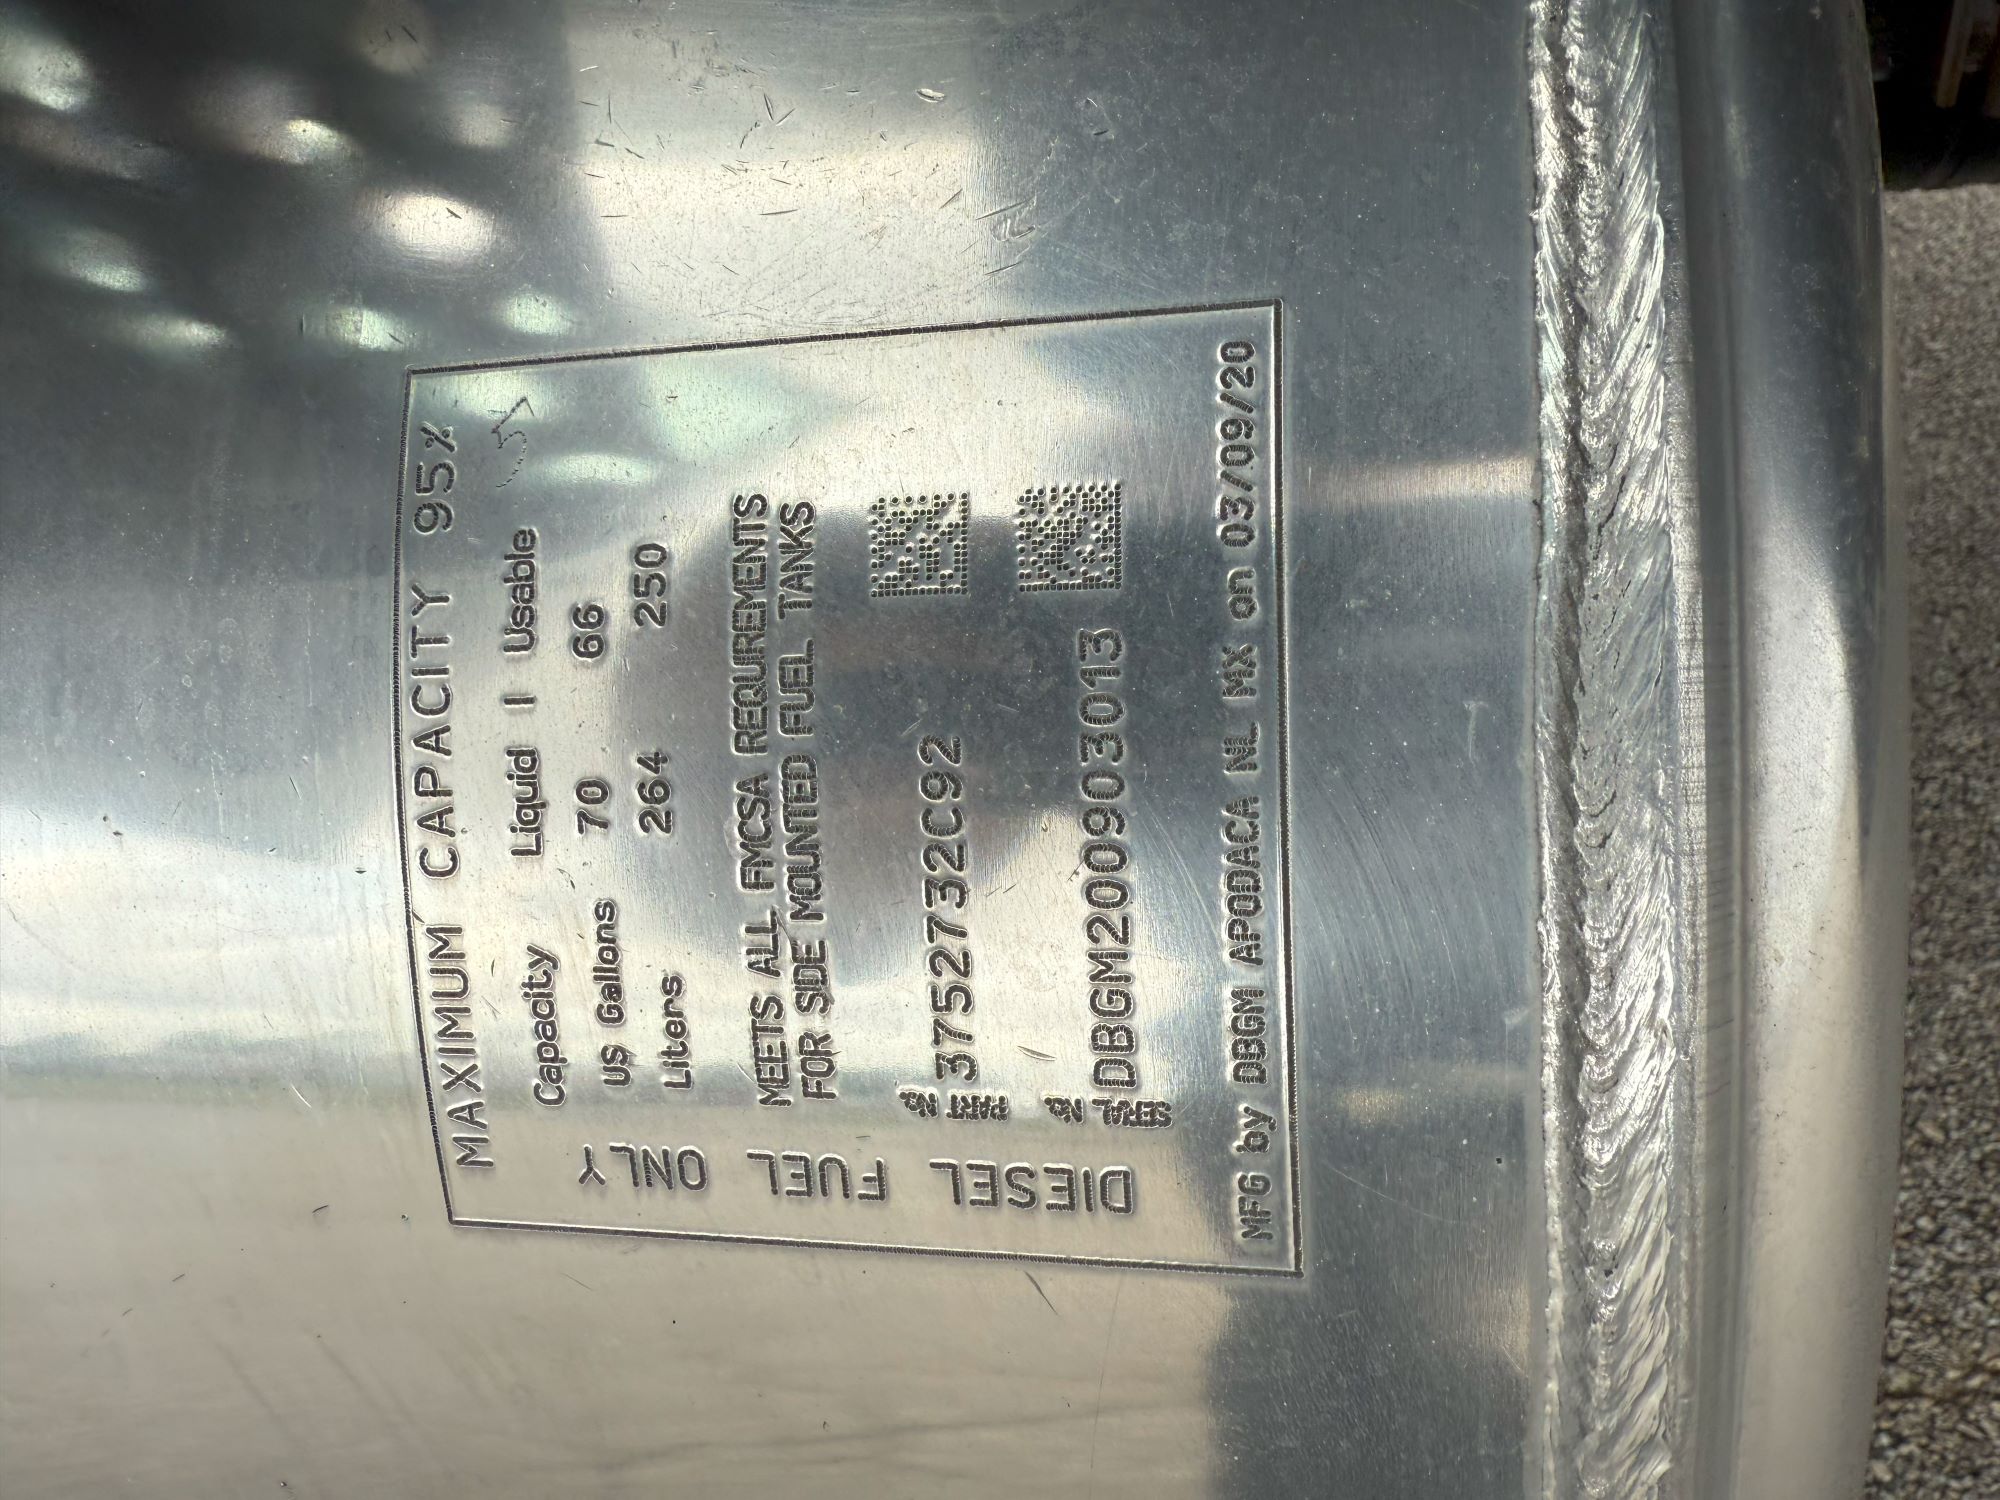 MAXIMUM CAPACITY 95%
Capacity Liquid | Usable
US Gallons 70 66
Liters 264 250
MEETS ALL FMCSA REQUIREMENTS
FOR SIDE MOUNTED FUEL TANKS
PART No. 3752732C92
SERIAL No. DBGM200903013
DIESEL FUEL ONLY
MFG by DBGM APODACA NL MX on 03/09/20